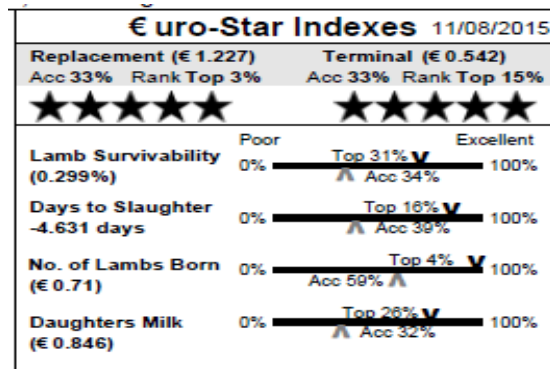 €uro-Star Indexes 11/08/2015
Replacement (€ 1.227) Terminal (€ 0.542)
Acc 33% Rank Top 3% Acc 33% Rank Top 15%
Poor Excellent
Lamb Survivability 0% Top 31% 100%
(0.299%) Acc 34%
Days to Slaughter 0% Top 16% 100%
-4.631 days Acc 39%
No. of Lambs Born 0% Top 4% 100%
(€ 0.71) Acc 59%
Daughters Milk 0% Top 26% 100%
(€ 0.846) Acc 32%